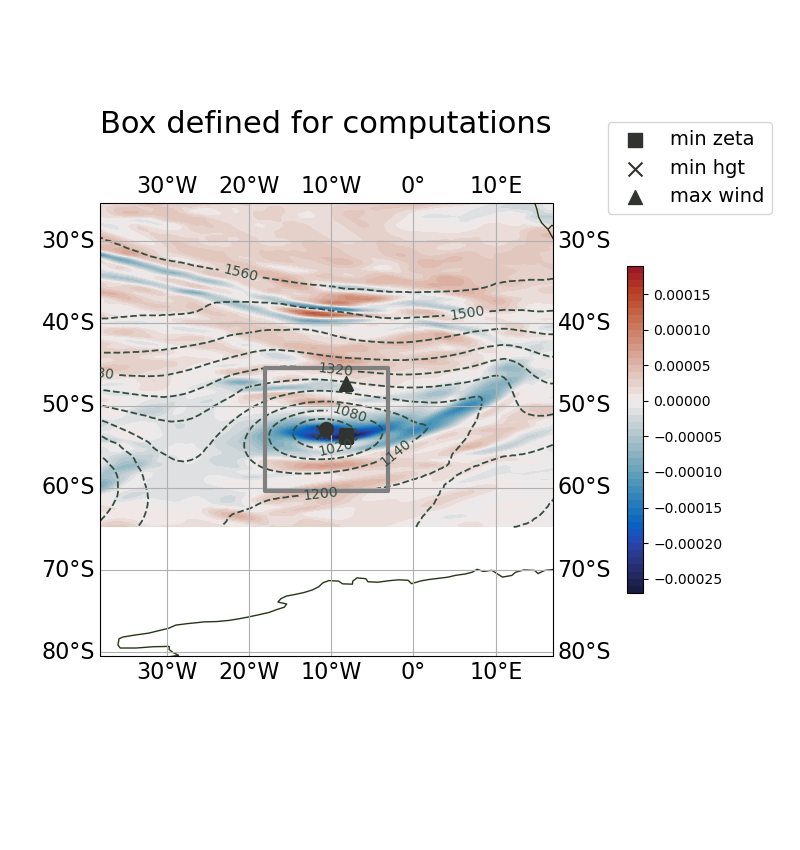 Box defined for computations
min zeta
min hgt
max wind
30°W 20°W 10°W 0° 10°E
30°S 30°S
40°S 40°S
50°S 50°S
60°S 60°S
70°S 70°S
80°S 80°S
30°W 20°W 10°W 0° 10°E
1560
1500
1320
1080
1020
1140
1200
0.00015
0.00010
0.00005
0.00000
−0.00005
−0.00010
−0.00015
−0.00020
−0.00025